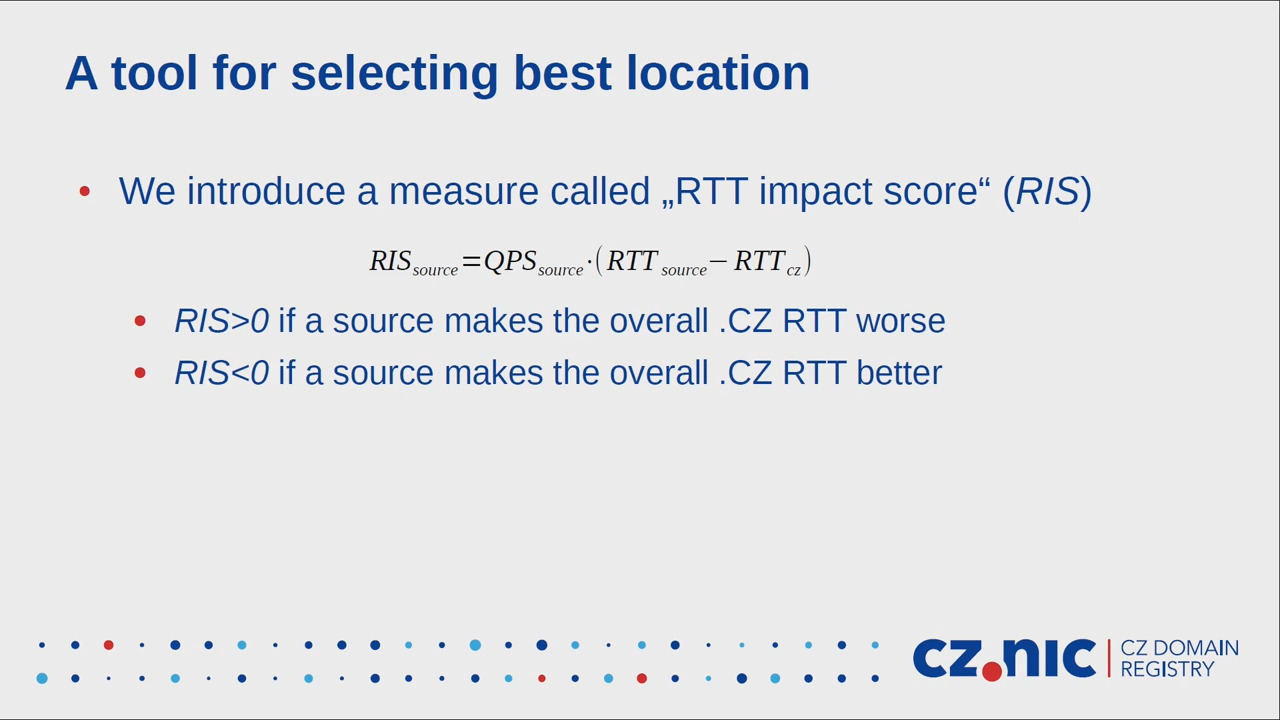 A tool for selecting best location
• We introduce a measure called „RTT impact score“ (RIS)
RIS_source=QPS_source·(RTT_source−RTT_cz)
• RIS>0 if a source makes the overall .CZ RTT worse
• RIS<0 if a source makes the overall .CZ RTT better
CZ.NIC | CZ DOMAIN
REGISTRY